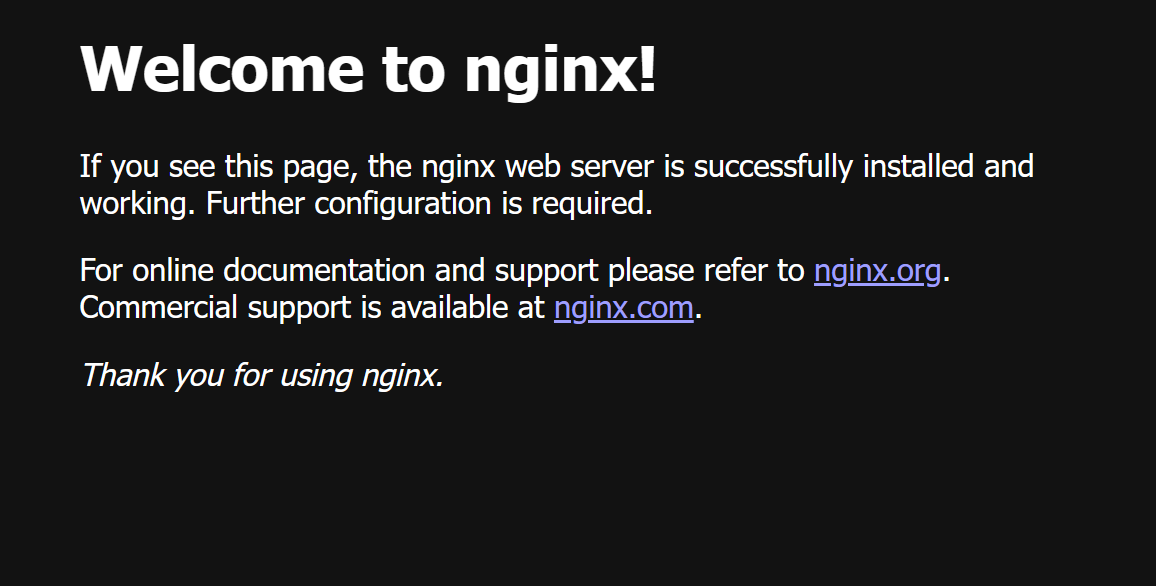 Welcome to nginx!
If you see this page, the nginx web server is successfully installed and
working. Further configuration is required.
For online documentation and support please refer to nginx.org.
Commercial support is available at nginx.com.
Thank you for using nginx.